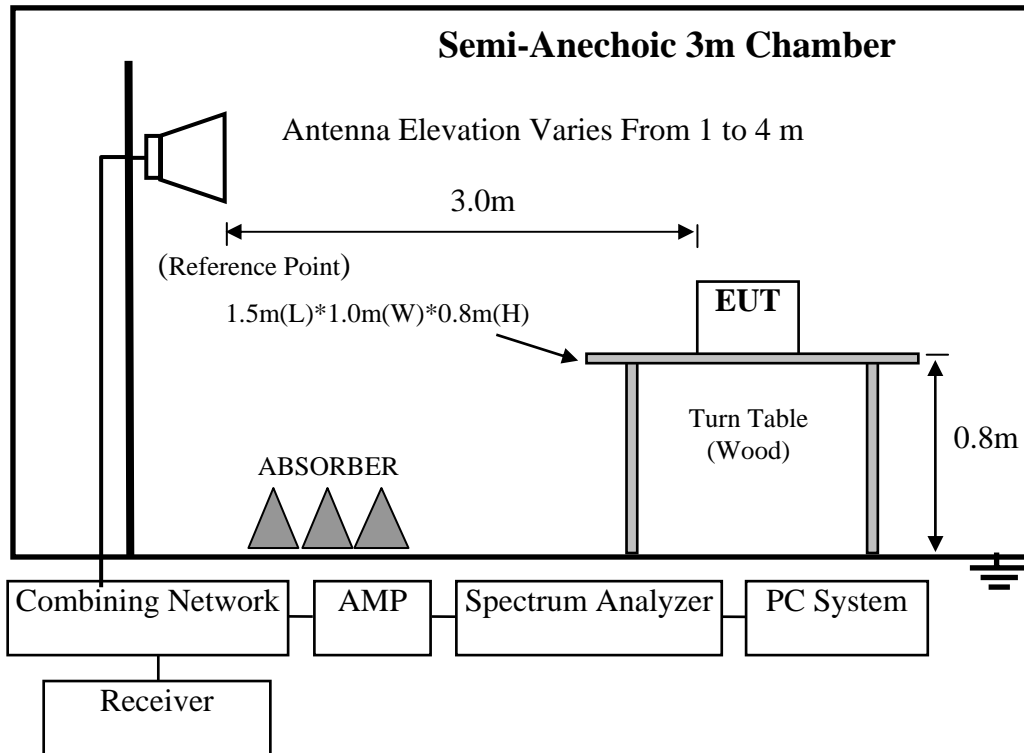 Semi-Anechoic 3m Chamber
Antenna Elevation Varies From 1 to 4 m
3.0m
(Reference Point)
EUT
1.5m(L)*1.0m(W)*0.8m(H)
Turn Table
(Wood)
0.8m
ABSORBER
Combining Network
AMP
Spectrum Analyzer
PC System
Receiver